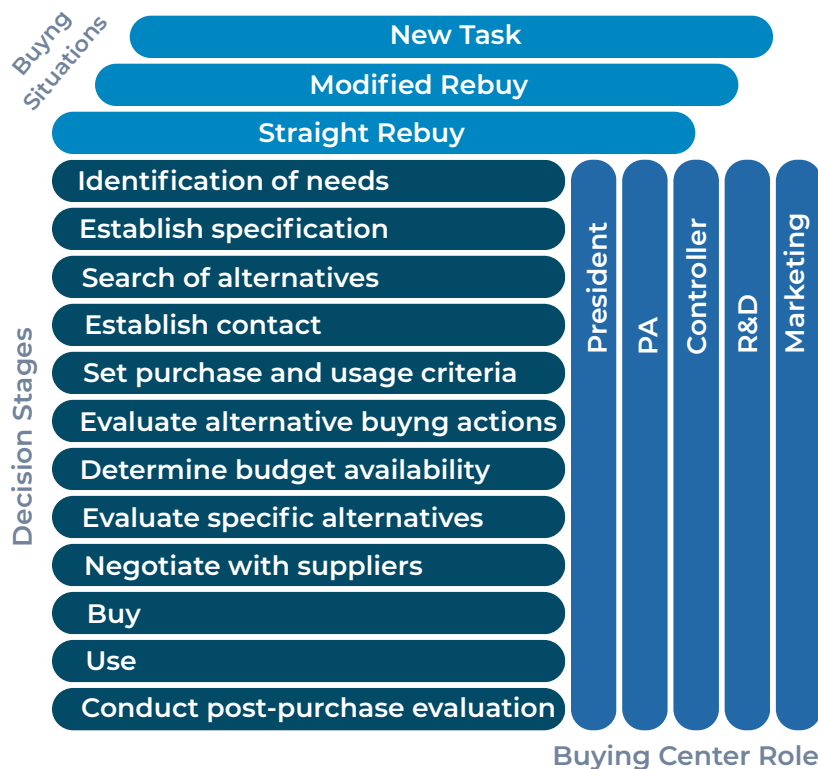 Buyng
Situations
New Task
Modified Rebuy
Straight Rebuy
Decision Stages
Identification of needs
Establish specification
Search of alternatives
Establish contact
Set purchase and usage criteria
Evaluate alternative buyng actions
Determine budget availability
Evaluate specific alternatives
Negotiate with suppliers
Buy
Use
Conduct post-purchase evaluation
President
PA
Controller
R&D
Marketing
Buying Center Role